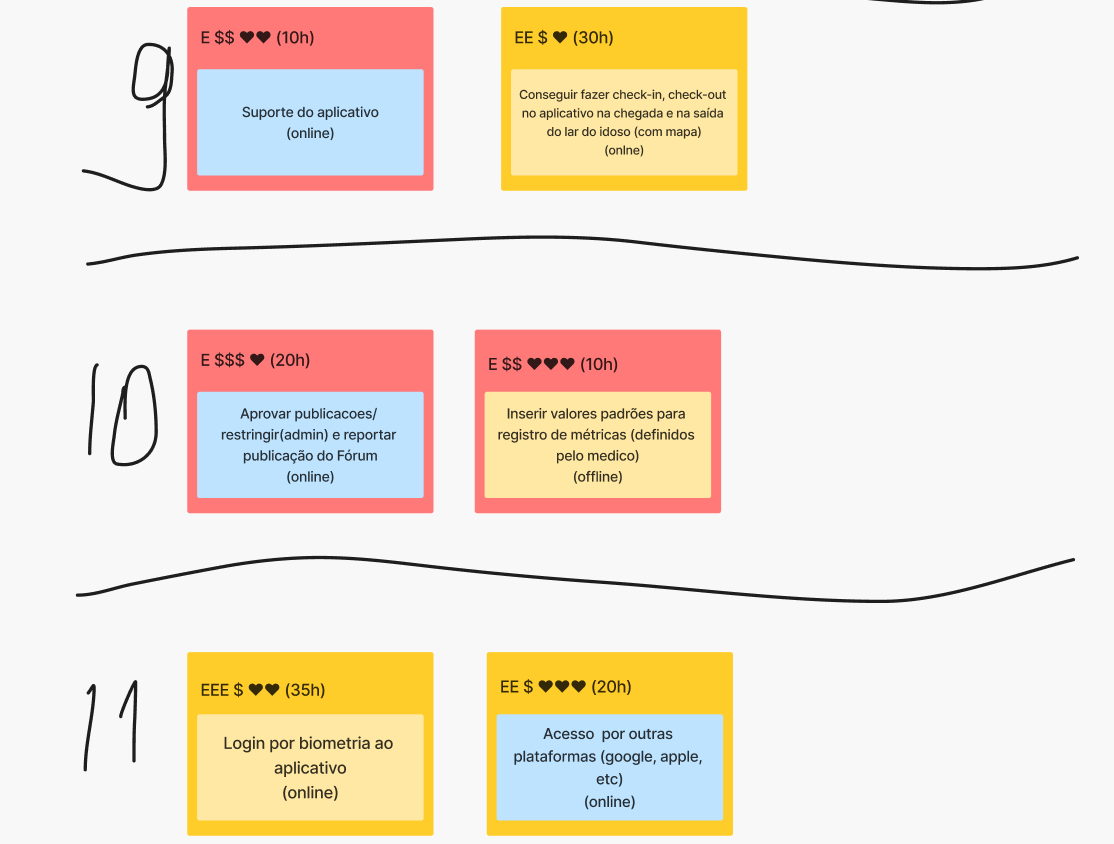 9
E $$ ♥♥ (10h)
Suporte do aplicativo
(online)
EE $ ♥ (30h)
Conseguir fazer check-in, check-out
no aplicativo na chegada e na saída
do lar do idoso (com mapa)
(onlne)
10
E $$$ ♥ (20h)
Aprovar publicacoes/
restringir(admin) e reportar
publicação do Fórum
(online)
E $$ ♥♥♥ (10h)
Inserir valores padrões para
registro de métricas (definidos
pelo medico)
(offline)
11
EEE $ ♥♥ (35h)
Login por biometria ao
aplicativo
(online)
EE $ ♥♥♥ (20h)
Acesso  por outras
plataformas (google, apple,
etc)
(online)